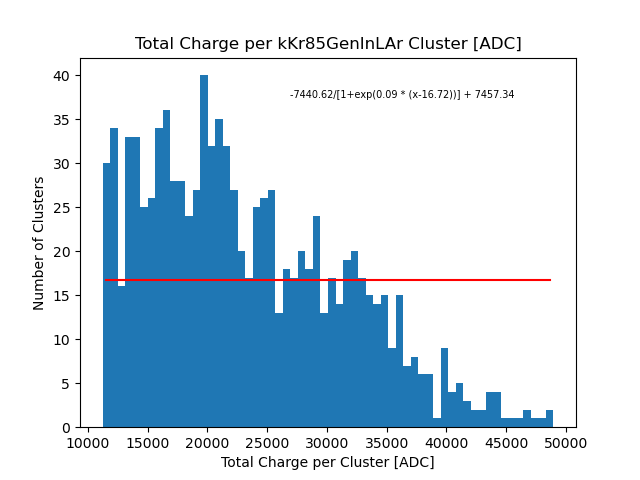 Total Charge per kKr85GenInLAr Cluster [ADC]
-7440.62/[1+exp(0.09 * (x-16.72))] + 7457.34
40
35
30
25
20
15
10
5
0
Number of Clusters
10000 15000 20000 25000 30000 35000 40000 45000 50000
Total Charge per Cluster [ADC]